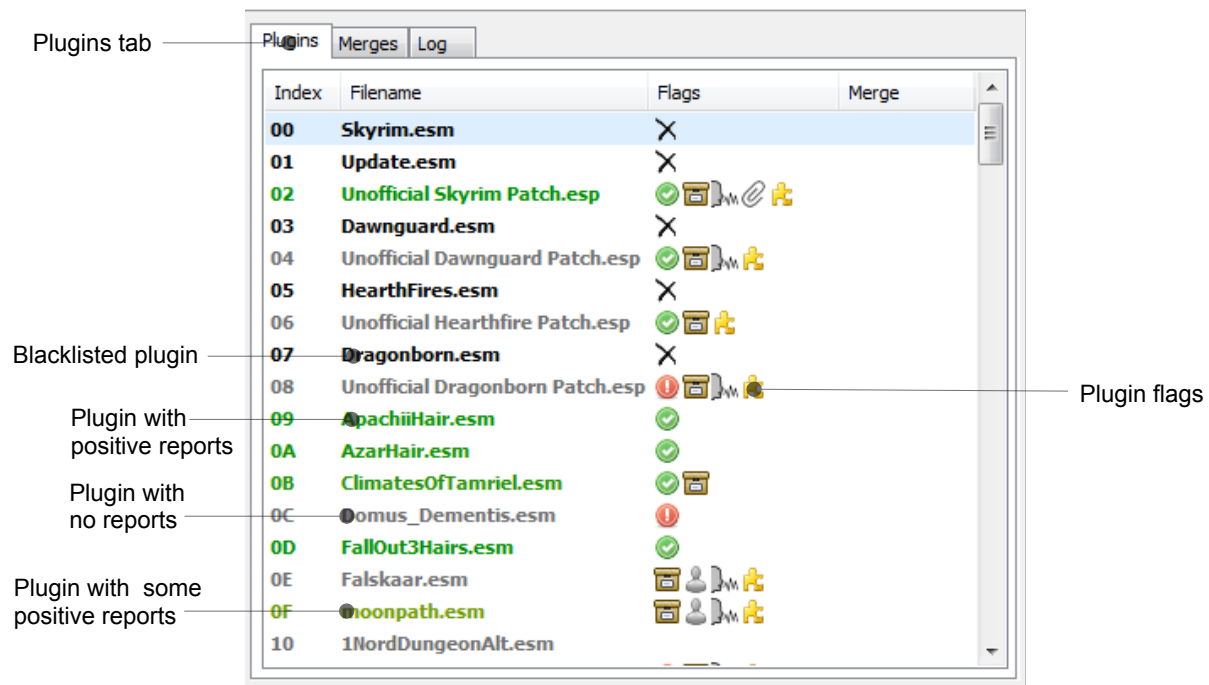 Plugins tab
Plugins Merges Log
Index Filename Flags Merge
00 Skyrim.esm
01 Update.esm
02 Unofficial Skyrim Patch.esp
03 Dawnguard.esm
04 Unofficial Dawnguard Patch.esp
05 HearthFires.esm
06 Unofficial Hearthfire Patch.esp
Blacklisted plugin
07 Dragonborn.esm
08 Unofficial Dragonborn Patch.esp
Plugin flags
Plugin with
positive reports
09 ApachiiHair.esm
0A AzarHair.esm
0B ClimatesOfTamriel.esm
Plugin with
no reports
0C Domus_Dementis.esm
0D FallOut3Hairs.esm
0E Falskaar.esm
Plugin with some
positive reports
0F moonpath.esm
10 1NordDungeonAlt.esm